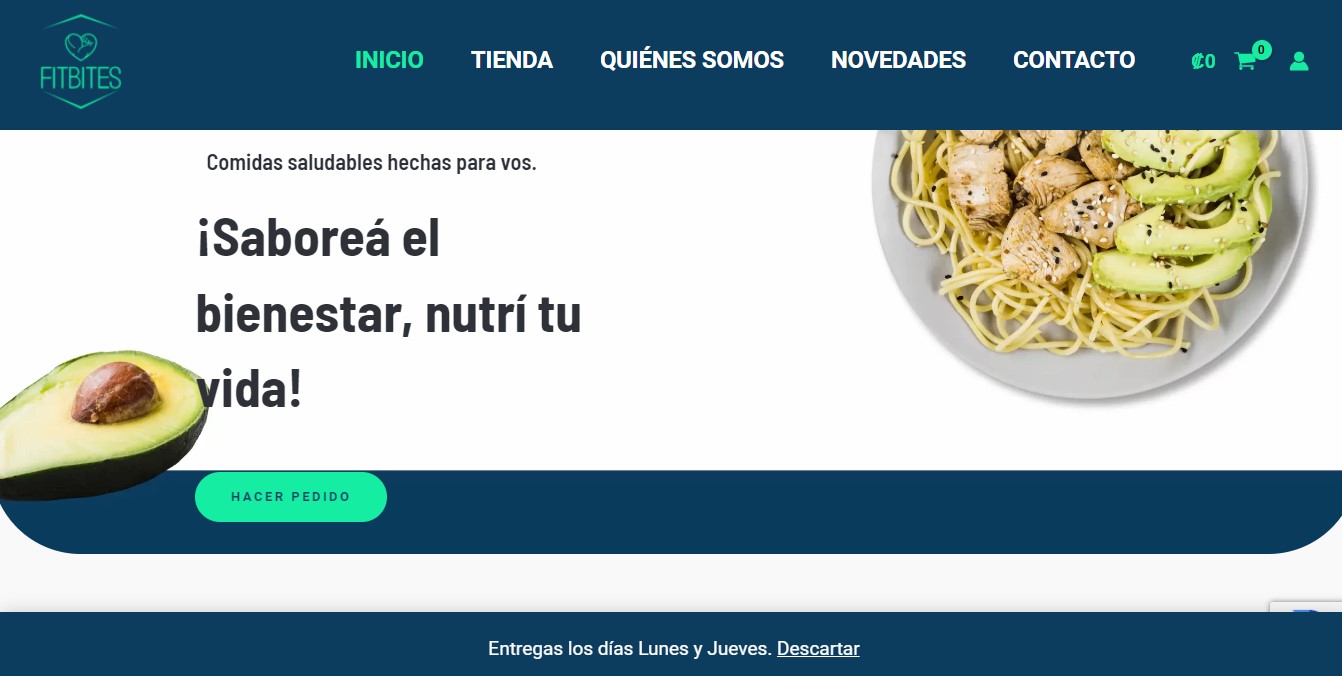 FITBITES
INICIO TIENDA QUIÉNES SOMOS NOVEDADES CONTACTO ₡0 0
Comidas saludables hechas para vos.
¡Saboreá el
bienestar, nutrí tu
vida!
HACER PEDIDO
Entregas los días Lunes y Jueves. Descartar